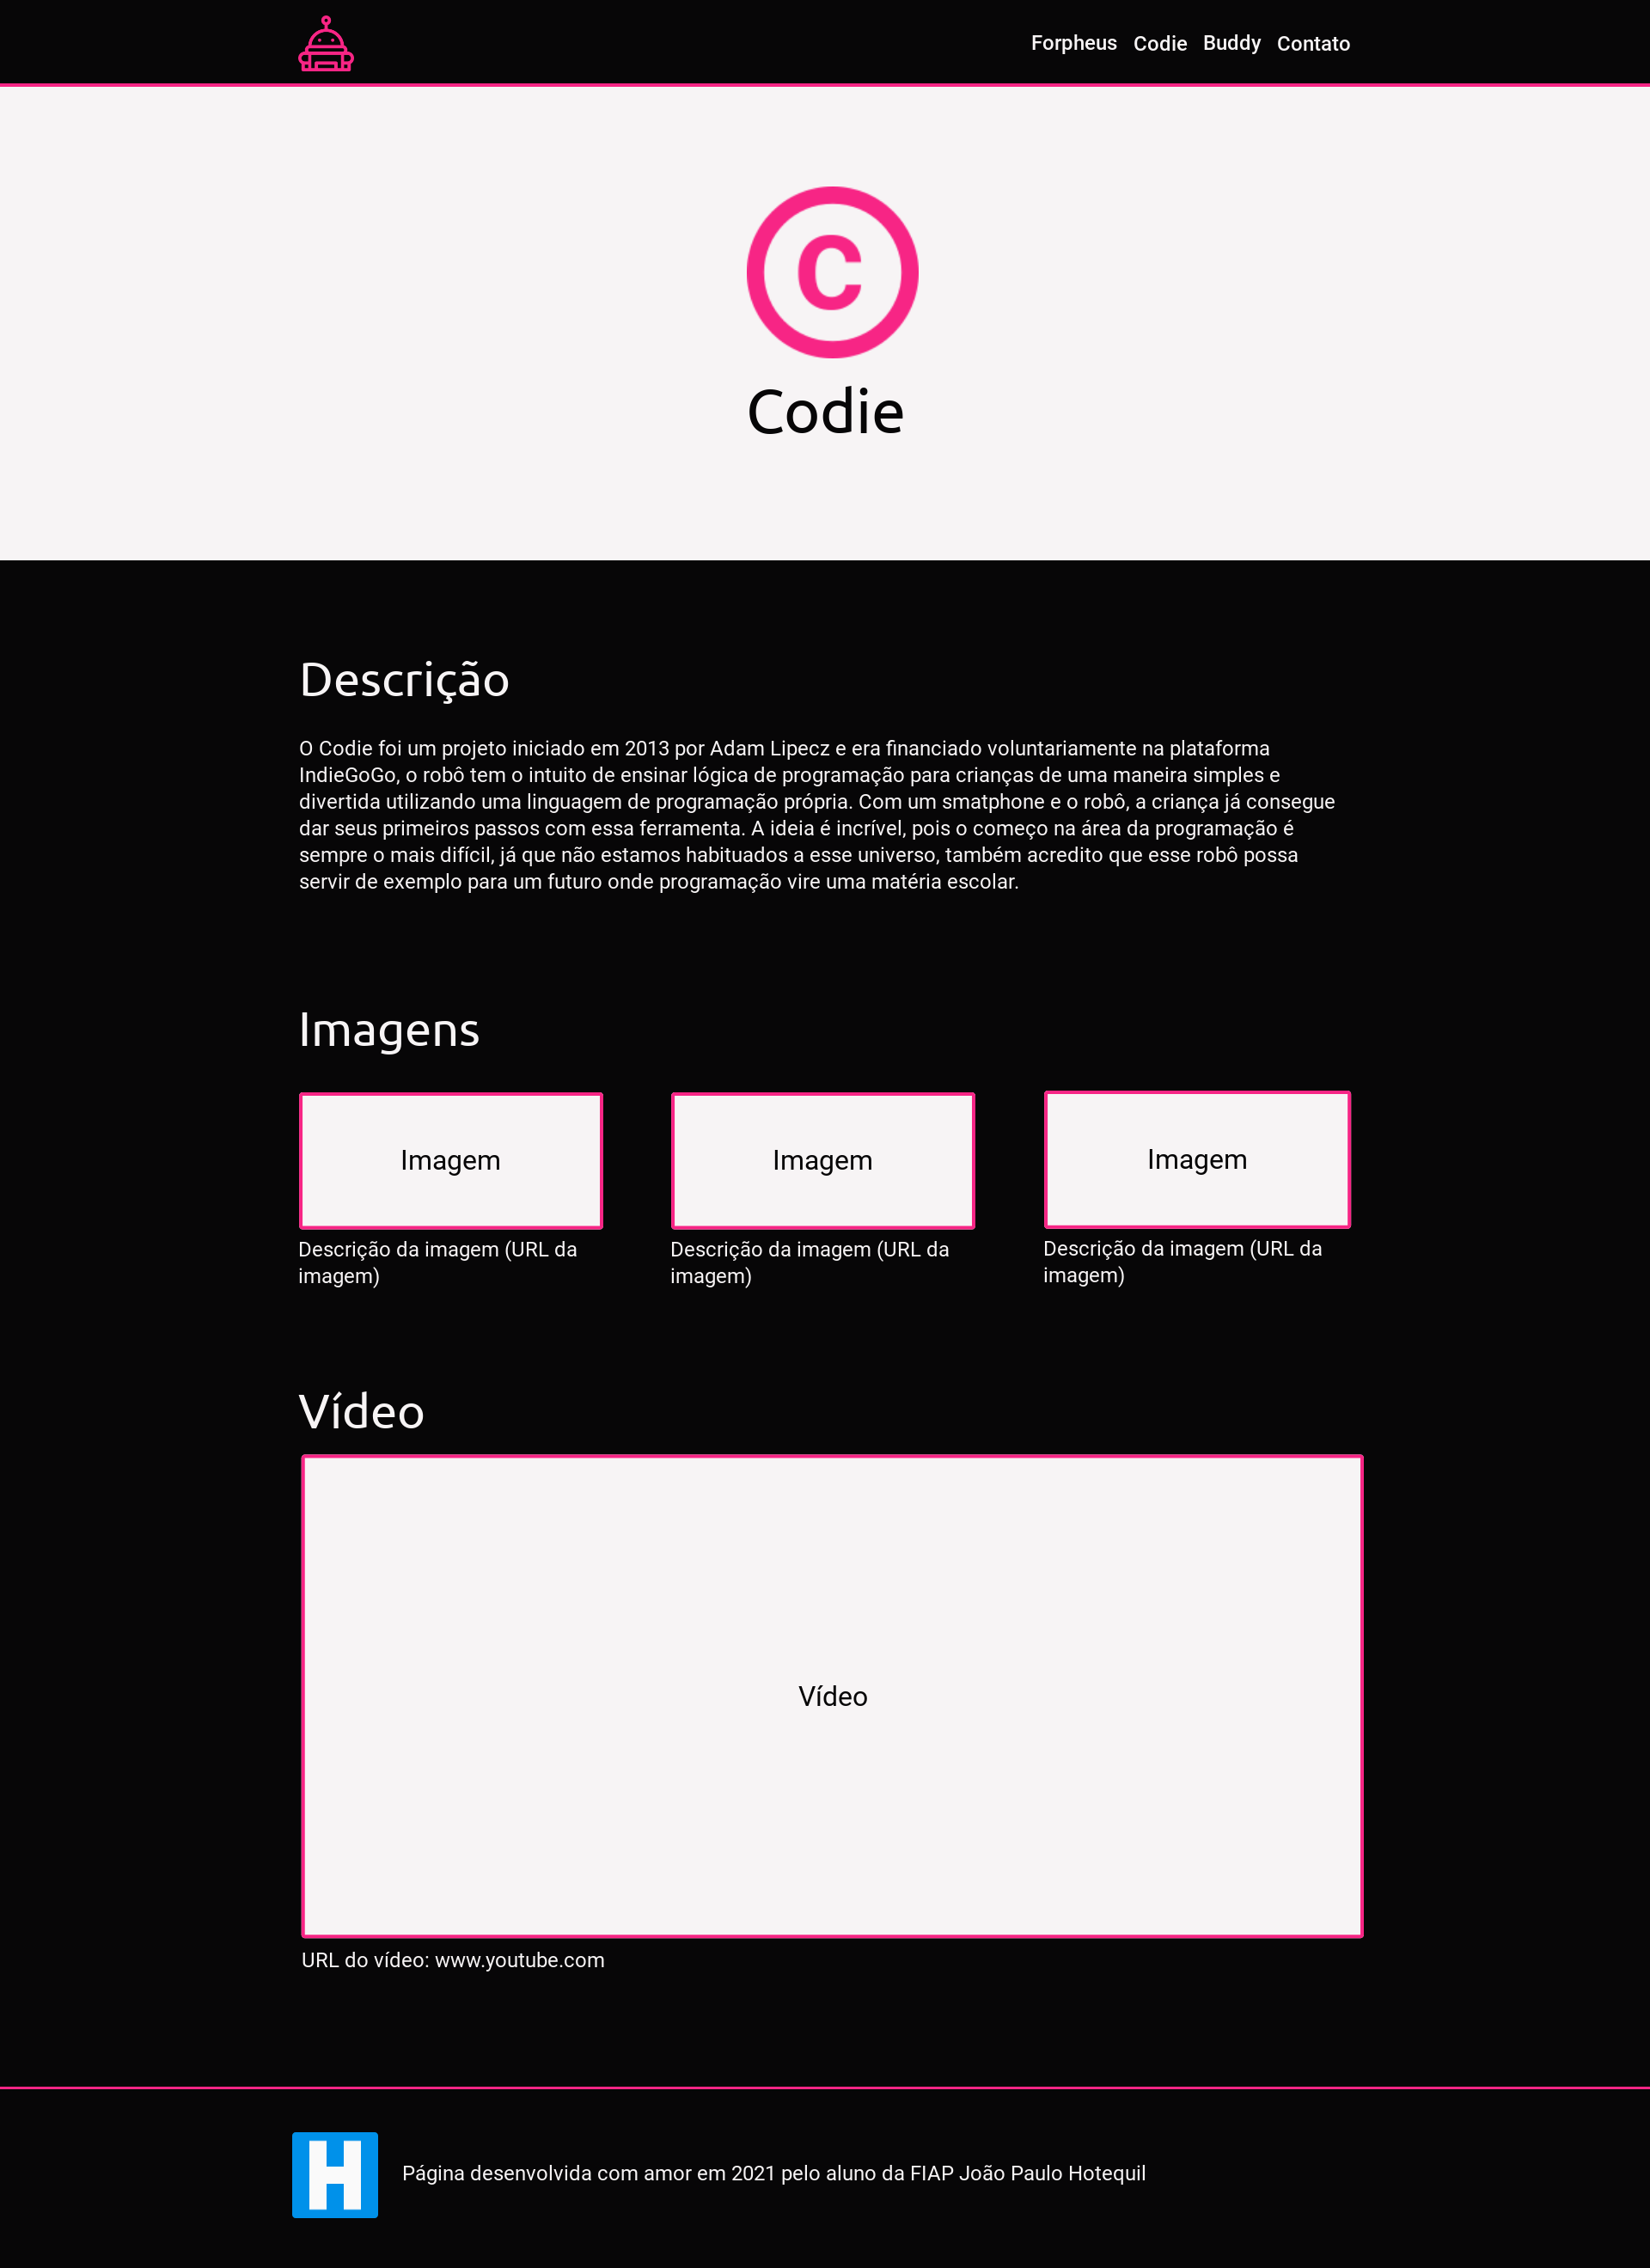 Forpheus Codie Buddy Contato
C
Codie
Descrição
O Codie foi um projeto iniciado em 2013 por Adam Lipecz e era financiado voluntariamente na plataforma
IndieGoGo, o robô tem o intuito de ensinar lógica de programação para crianças de uma maneira simples e
divertida utilizando uma linguagem de programação própria. Com um smatphone e o robô, a criança já consegue
dar seus primeiros passos com essa ferramenta. A ideia é incrível, pois o começo na área da programação é
sempre o mais difícil, já que não estamos habituados a esse universo, também acredito que esse robô possa
servir de exemplo para um futuro onde programação vire uma matéria escolar.
Imagens
Imagem
Descrição da imagem (URL da
imagem)
Imagem
Descrição da imagem (URL da
imagem)
Imagem
Descrição da imagem (URL da
imagem)
Vídeo
Vídeo
URL do vídeo: www.youtube.com
H
Página desenvolvida com amor em 2021 pelo aluno da FIAP João Paulo Hotequil